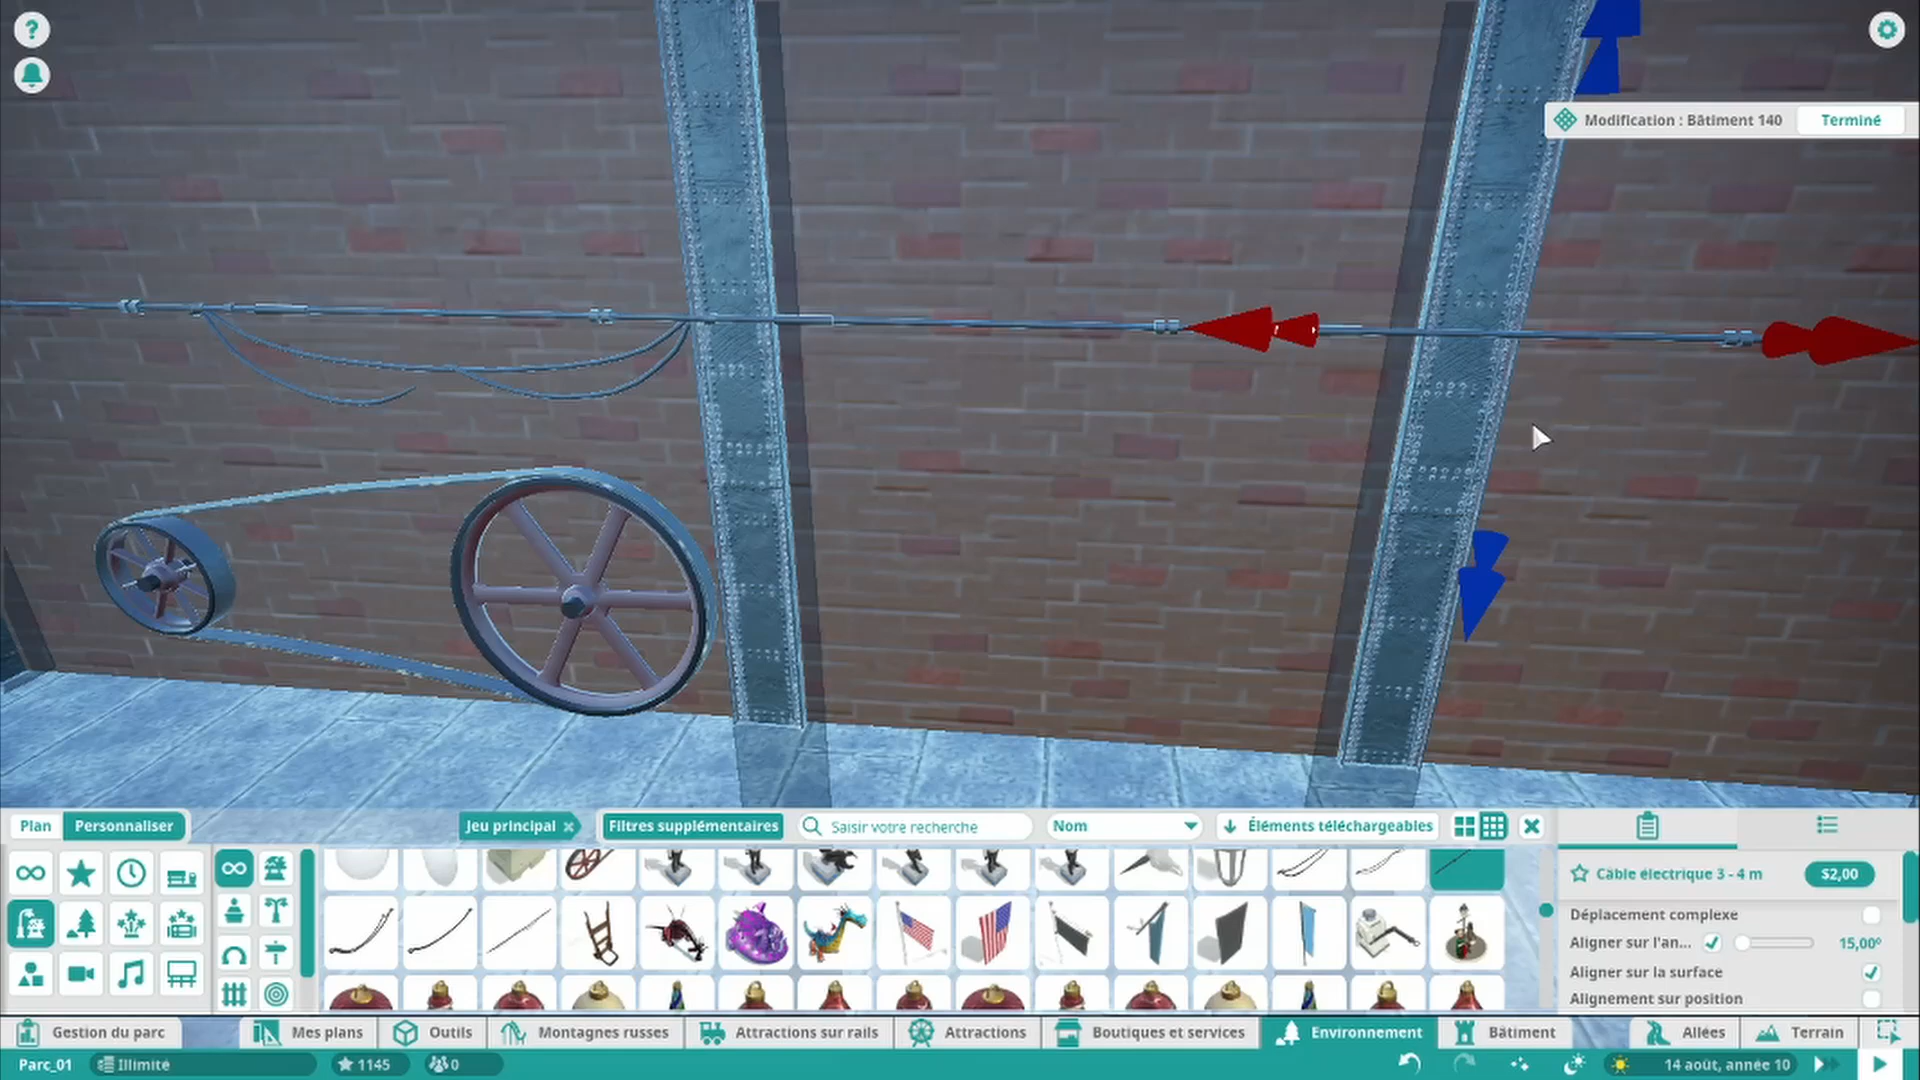 ?
Modification : Bâtiment 140
Terminé
Plan
Personnaliser
Jeu principal
Filtres supplémentaires
Saisir votre recherche
Nom
Éléments téléchargeables
Câble électrique 3 - 4 m
$2,00
Déplacement complexe
Aligner sur l'an...
15,00°
Aligner sur la surface
Alignement sur position
Gestion du parc
Mes plans
Outils
Montagnes russes
Attractions sur rails
Attractions
Boutiques et services
Environnement
Bâtiment
Allées
Terrain
Parc_01
Illimité
1145
0
14 août, année 10